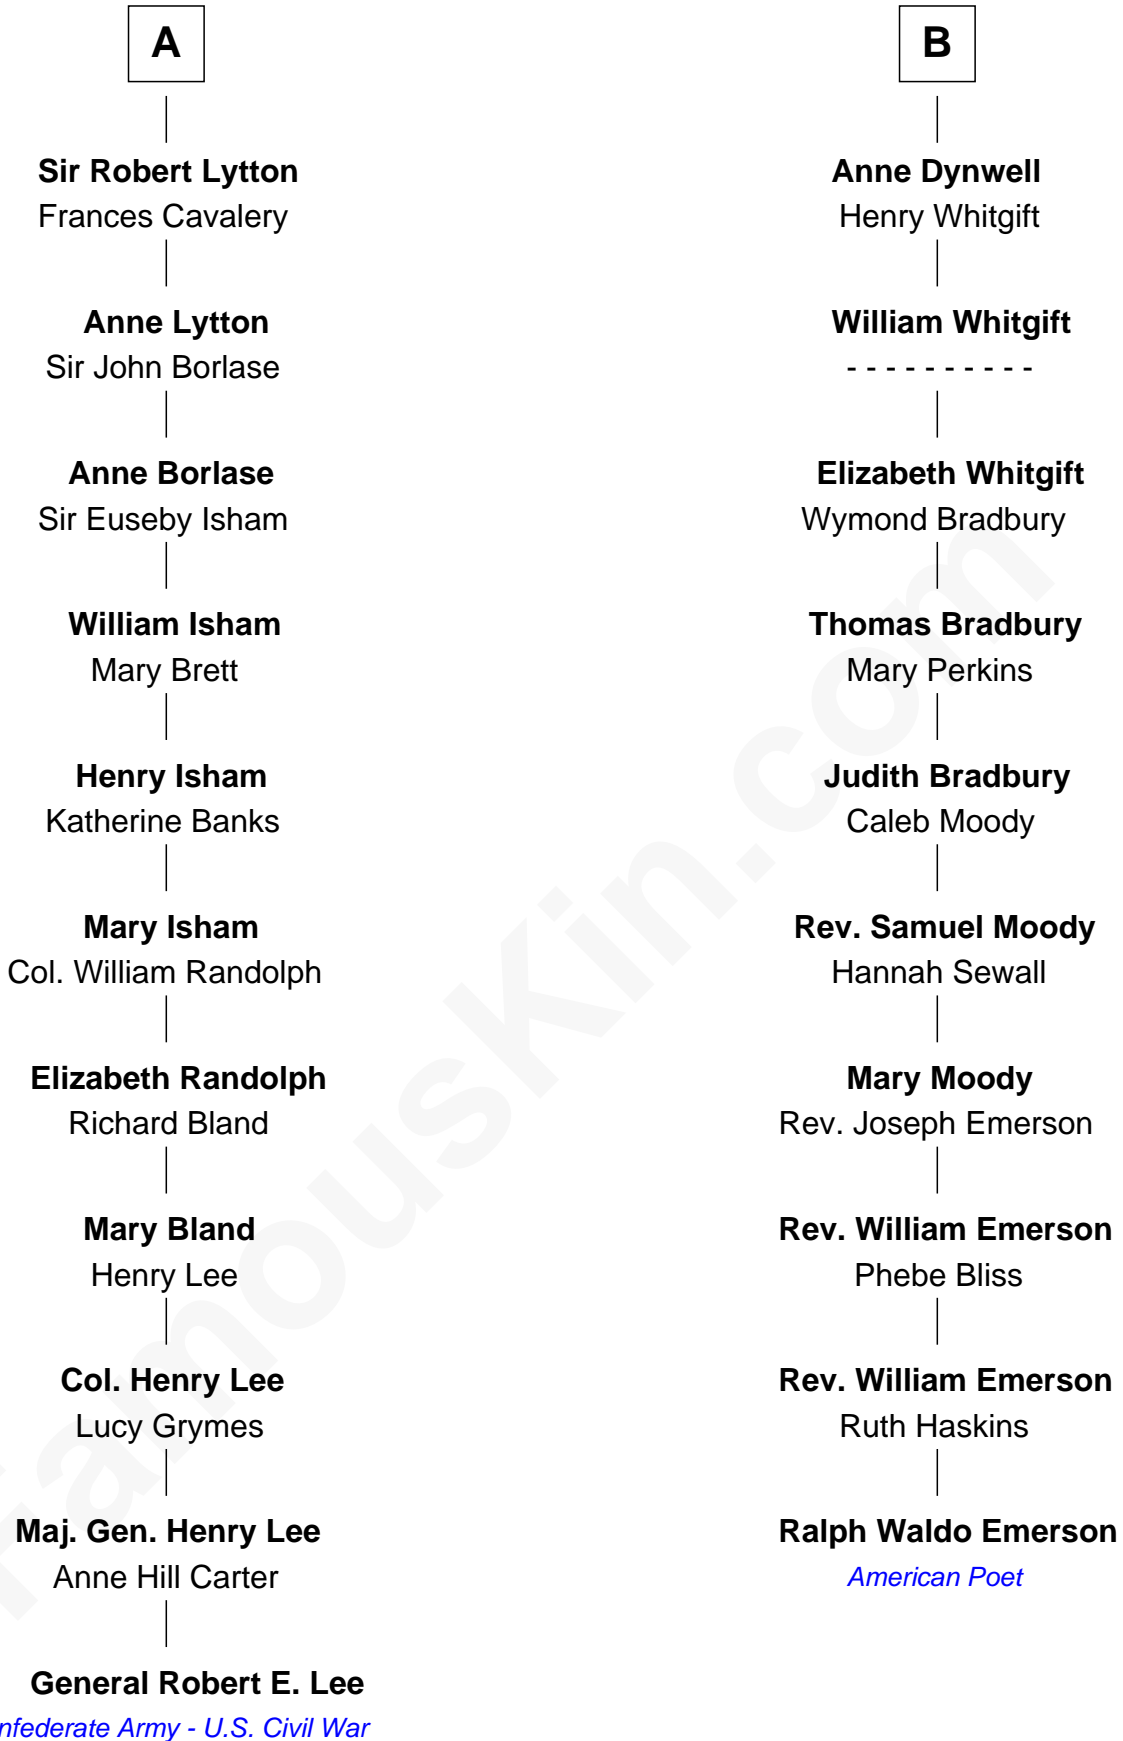 A
Sir Robert Lytton
Frances Cavalery
Anne Lytton
Sir John Borlase
Anne Borlase
Sir Euseby Isham
William Isham
Mary Brett
Henry Isham
Katherine Banks
Mary Isham
Col. William Randolph
Elizabeth Randolph
Richard Bland
Mary Bland
Henry Lee
Col. Henry Lee
Lucy Grymes
Maj. Gen. Henry Lee
Anne Hill Carter
General Robert E. Lee
nfederate Army - U.S. Civil War
B
Anne Dynwell
Henry Whitgift
William Whitgift
- - - - - - - - - -
Elizabeth Whitgift
Wymond Bradbury
Thomas Bradbury
Mary Perkins
Judith Bradbury
Caleb Moody
Rev. Samuel Moody
Hannah Sewall
Mary Moody
Rev. Joseph Emerson
Rev. William Emerson
Phebe Bliss
Rev. William Emerson
Ruth Haskins
Ralph Waldo Emerson
American Poet
FamousKin.com